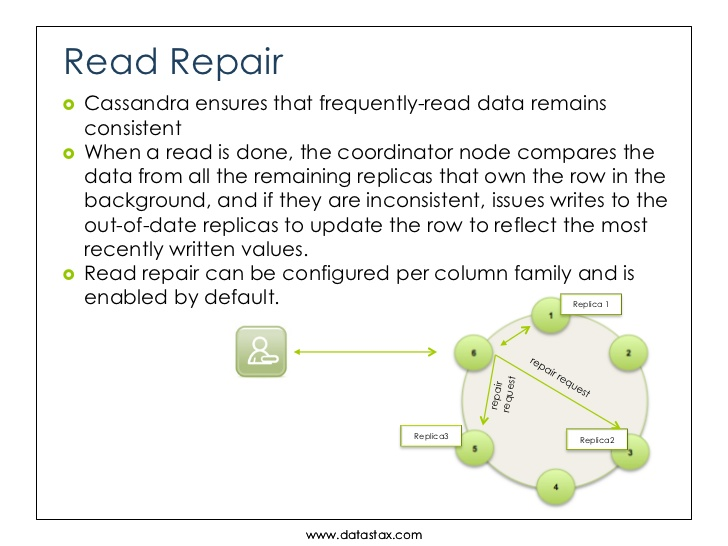 Read Repair
Cassandra ensures that frequently-read data remains
consistent
When a read is done, the coordinator node compares the
data from all the remaining replicas that own the row in the
background, and if they are inconsistent, issues writes to the
out-of-date replicas to update the row to reflect the most
recently written values.
Read repair can be configured per column family and is
enabled by default.
Replica 1
1
6
2
repair request
repair
request
Replica3
Replica2
5
3
4
www.datastax.com